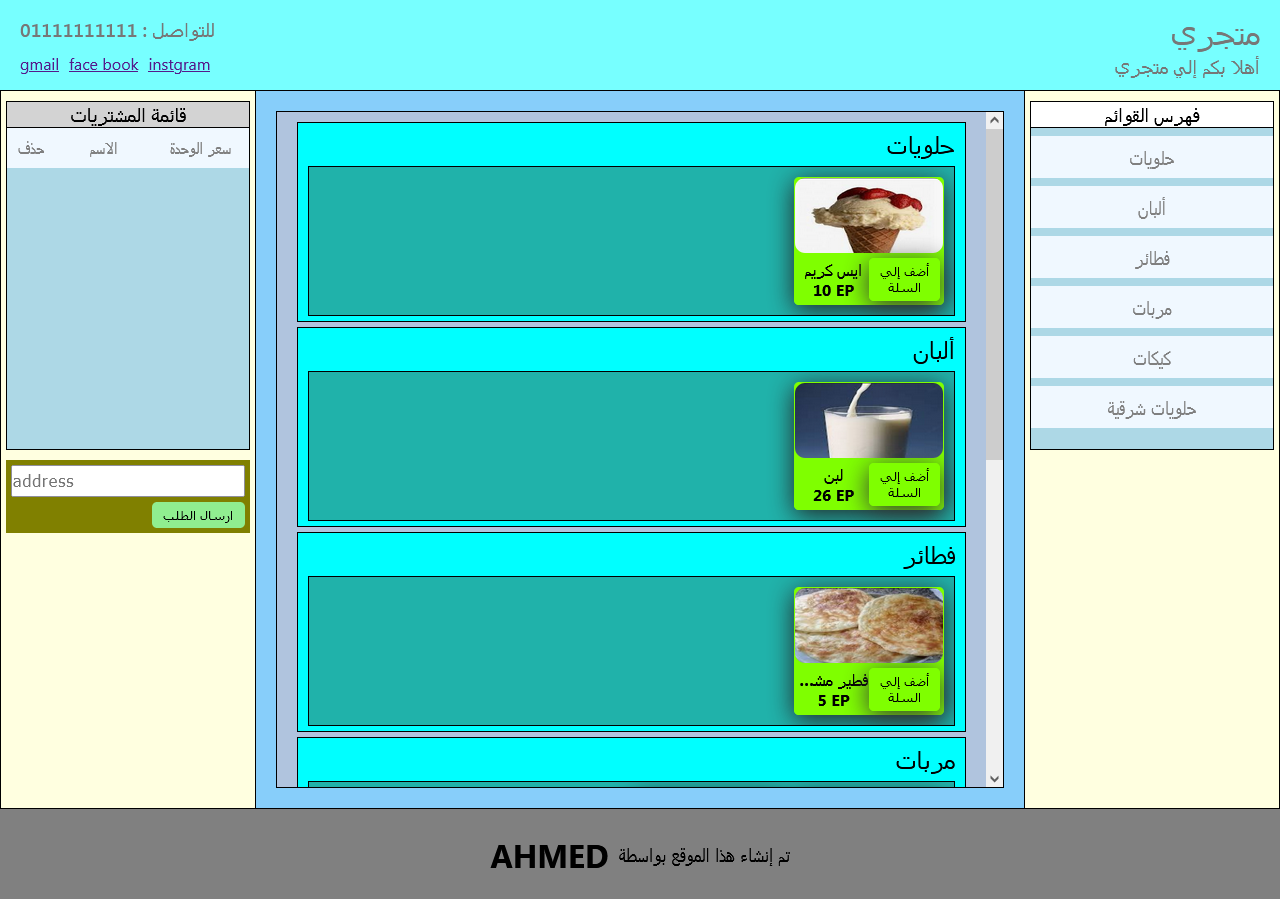 متجري
أهلا بكم إلي متجري
للتواصل : 01111111111
gmail face book instgram
فهرس القوائم
حلويات
ألبان
فطائر
مربات
كيكات
حلويات شرقية
حلويات
ايس كريم
10 EP
أضف إلي
السلة
ألبان
لبن
26 EP
أضف إلي
السلة
فطائر
فطير مشـ...
5 EP
أضف إلي
السلة
مربات
قائمة المشتريات
سعر الوحدة الاسم حذف
address
ارسال الطلب
تم إنشاء هذا الموقع بواسطة AHMED